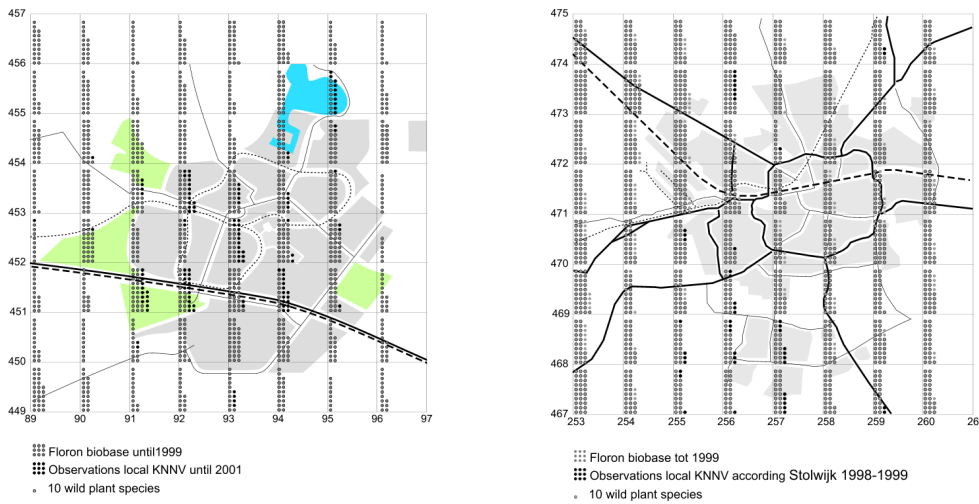 457
456
455
454
453
452
451
450
449
89 90 91 92 93 94 95 96 97
Floron biobase until1999
Observations local KNNV until 2001
10 wild plant species
475
474
473
472
471
470
469
468
467
253 254 255 256 257 258 259 260 26
Floron biobase tot 1999
Observations local KNNV according Stolwijk 1998-1999
10 wild plant species